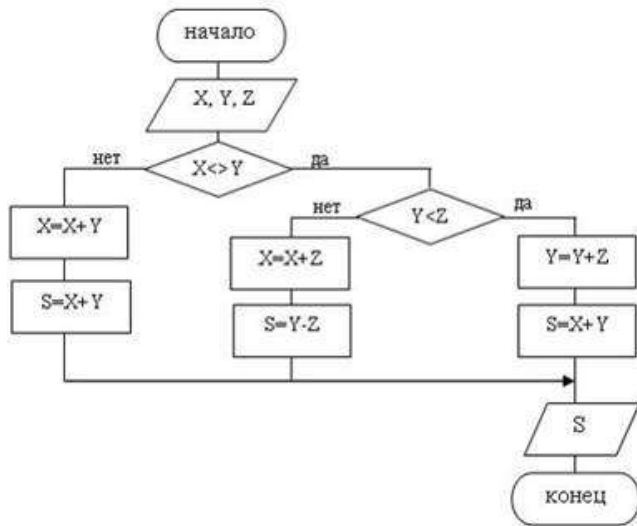 начало
X, Y, Z
нет
X<>Y
да
X=X+Y
S=X+Y
нет
Y<Z
да
X=X+Z
S=Y-Z
Y=Y+Z
S=X+Y
S
конец